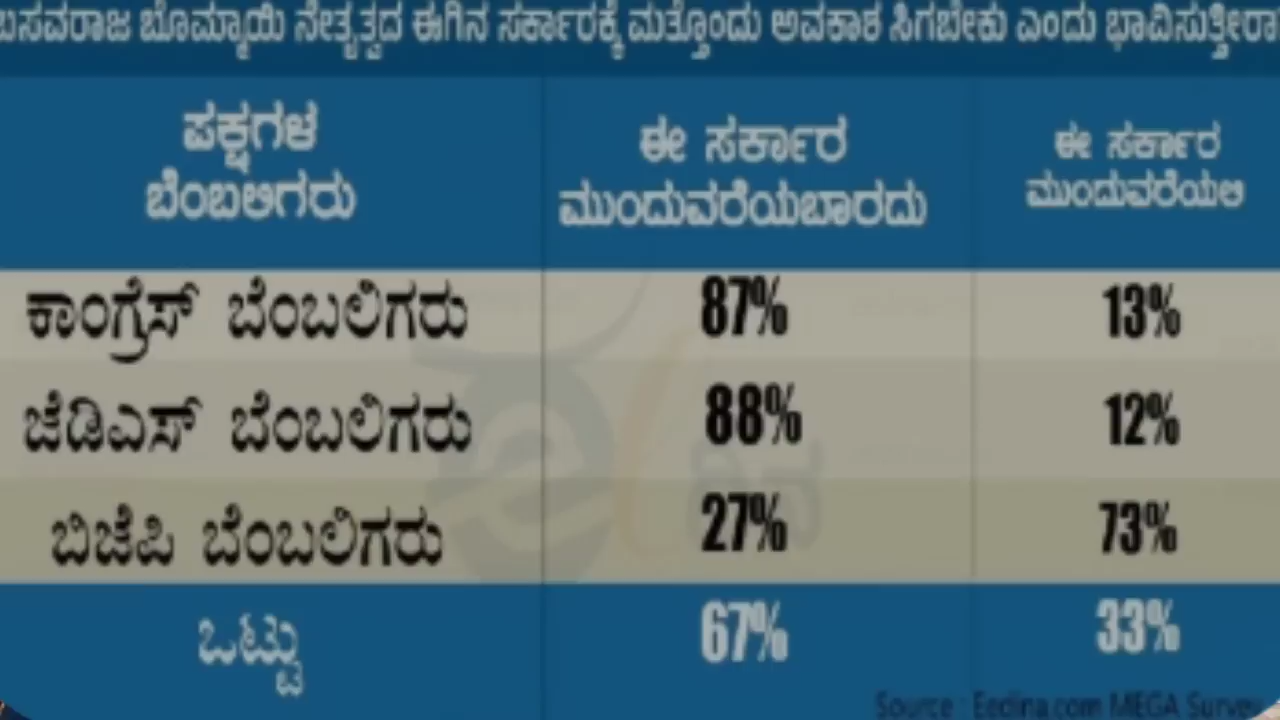 ಬಸವರಾಜ ಬೊಮ್ಮಾಯಿ ನೇತೃತ್ವದ ಈಗಿನ ಸರ್ಕಾರಕ್ಕೆ ಮತ್ತೊಂದು ಅವಕಾಶ ಸಿಗಬೇಕು ಎಂದು ಭಾವಿಸುತ್ತೀರಾ
ಪಕ್ಷಗಳ ಈ ಸರ್ಕಾರ ಈ ಸರ್ಕಾರ
ಬೆಂಬಲಿಗರು ಮುಂದುವರೆಯಬಾರದು ಮುಂದುವರೆಯಲಿ
ಕಾಂಗ್ರೆಸ್ ಬೆಂಬಲಿಗರು 87% 13%
ಜೆಡಿಎಸ್ ಬೆಂಬಲಿಗರು 88% 12%
ಬಿಜೆಪಿ ಬೆಂಬಲಿಗರು 27% 73%
ಒಟ್ಟು 67% 33%
Source : Eedina.com MEGA Survey